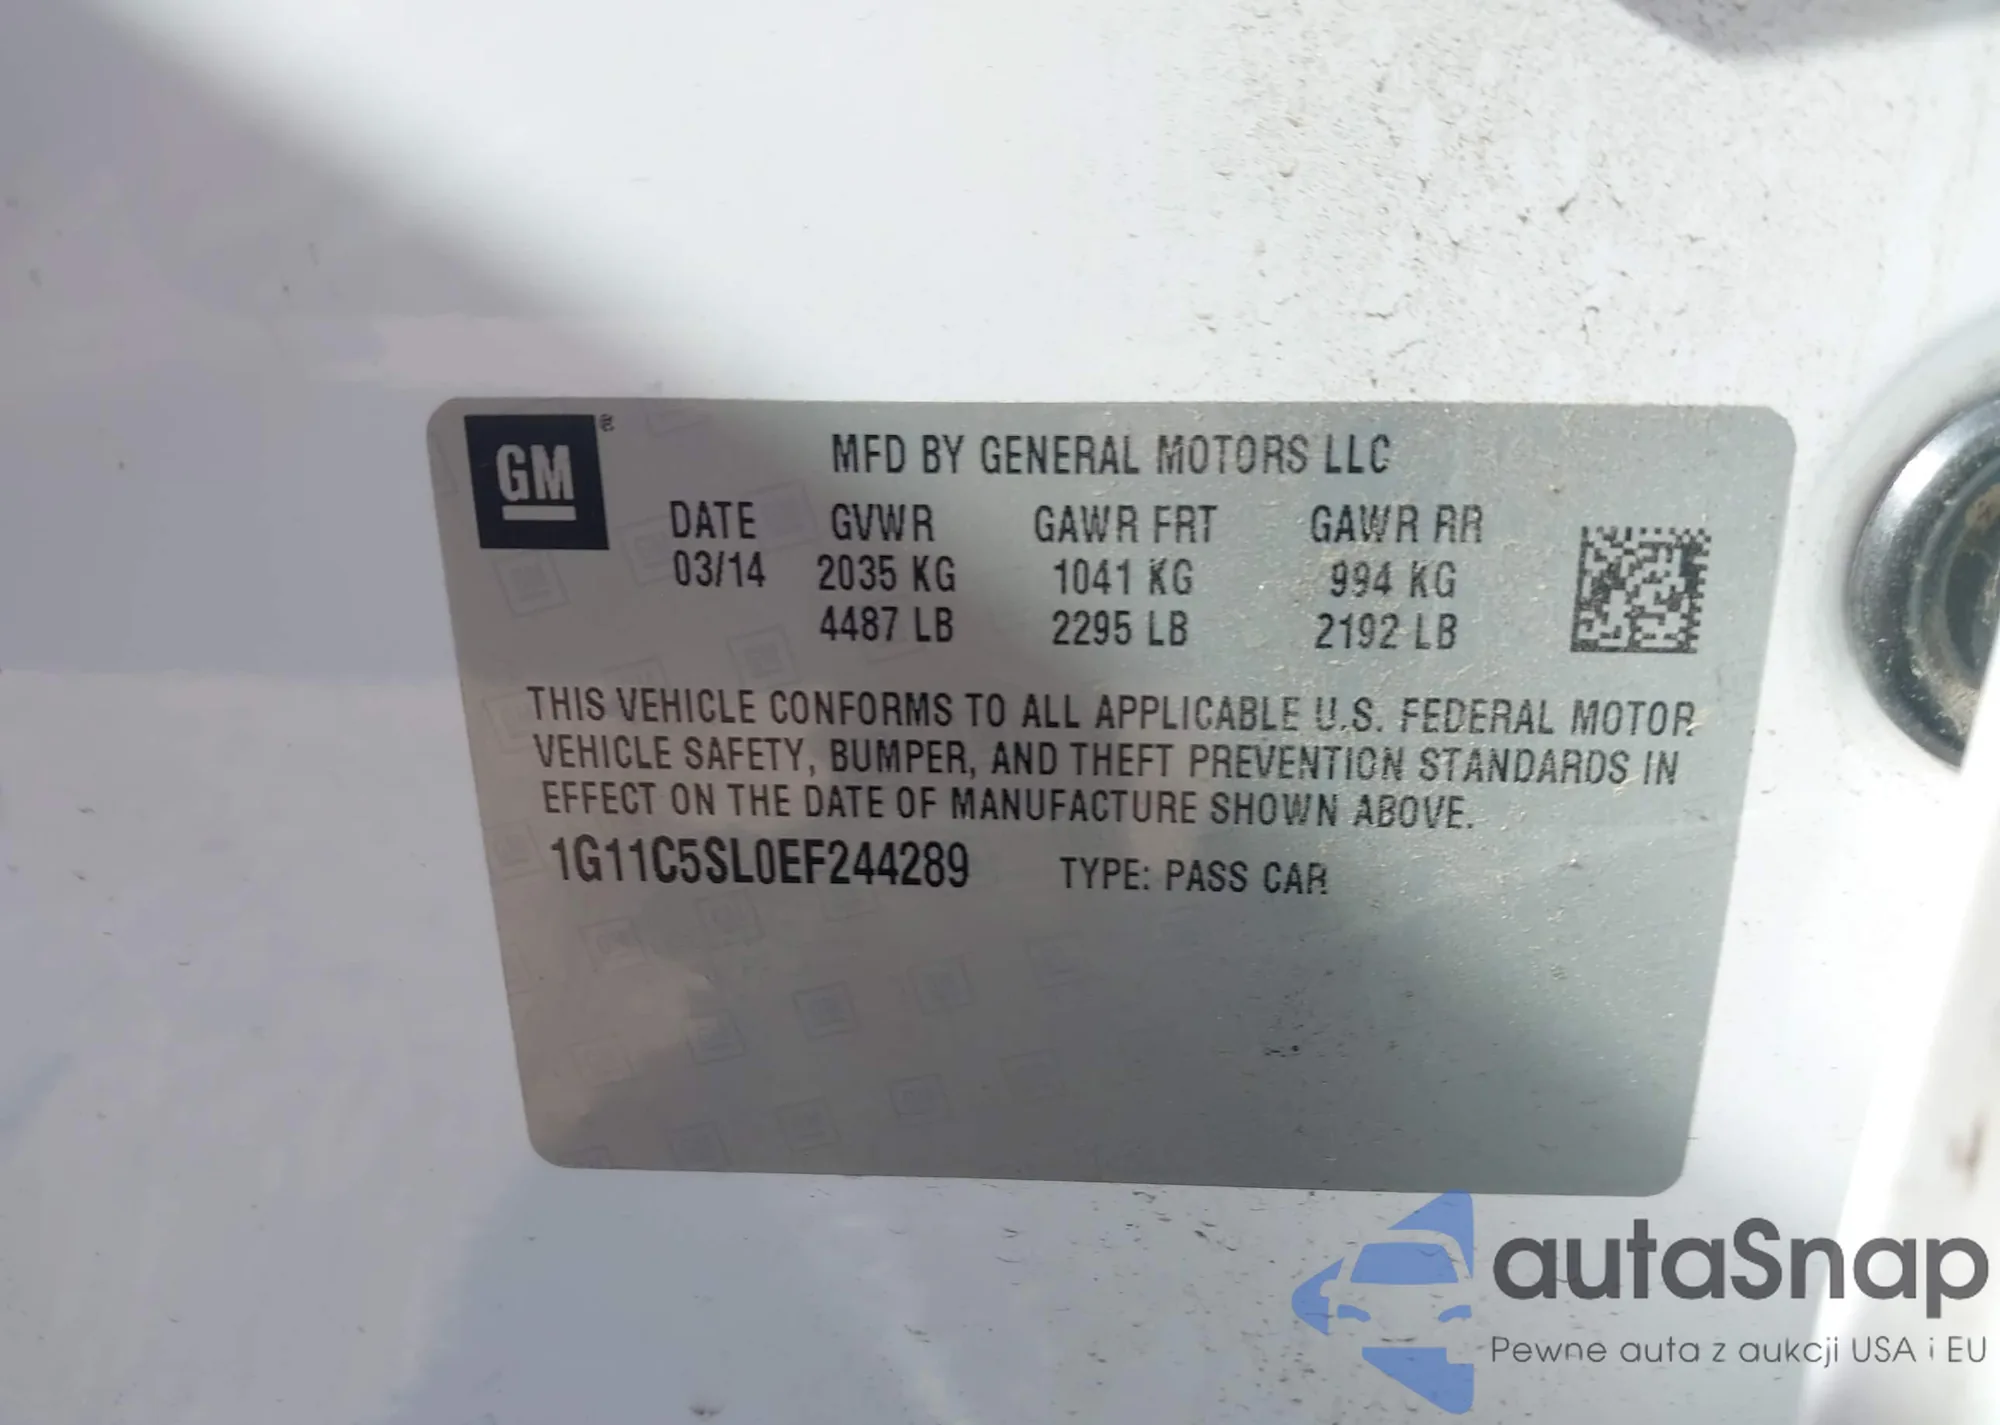 GM®
MFD BY GENERAL MOTORS LLC
DATE GVWR GAWR FRT GAWR RR
03/14 2035 KG 1041 KG 994 KG
4487 LB 2295 LB 2192 LB
THIS VEHICLE CONFORMS TO ALL APPLICABLE U.S. FEDERAL MOTOR
VEHICLE SAFETY, BUMPER, AND THEFT PREVENTION STANDARDS IN
EFFECT ON THE DATE OF MANUFACTURE SHOWN ABOVE.
1G11C5SL0EF244289 TYPE: PASS CAR
autaSnap
Pewne auta z aukcji USA i EU